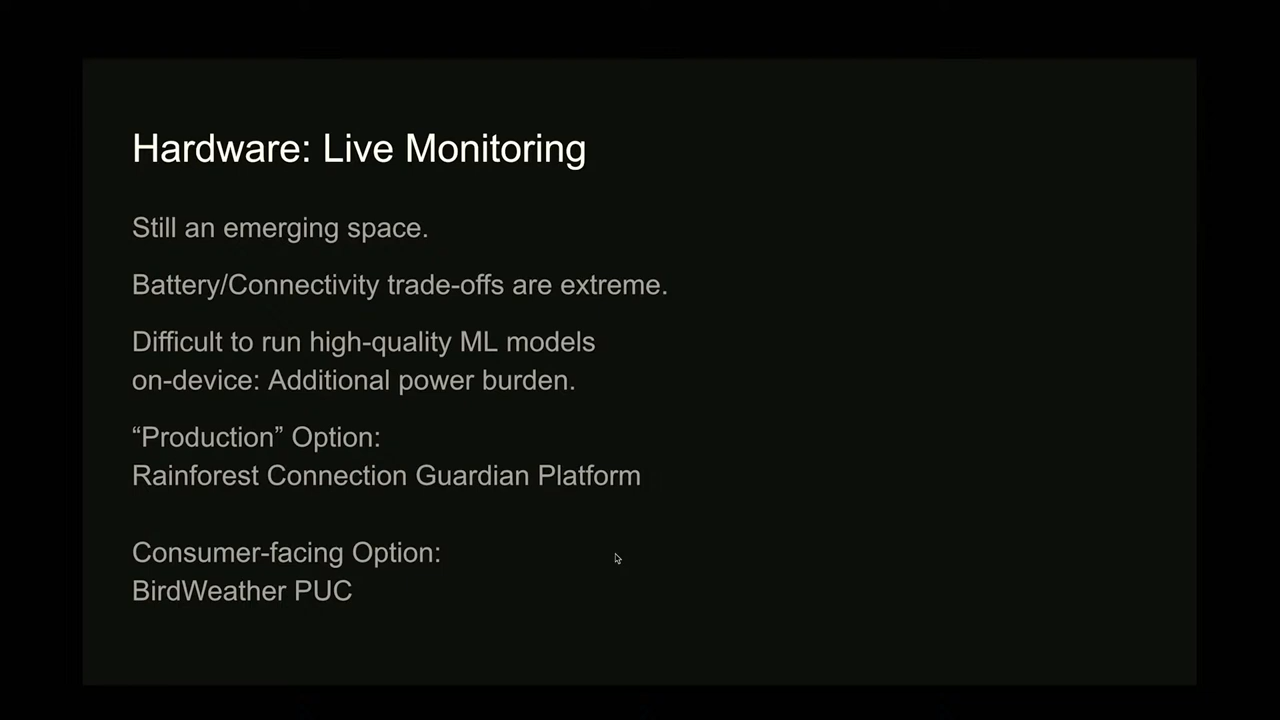 Hardware: Live Monitoring
Still an emerging space.
Battery/Connectivity trade-offs are extreme.
Difficult to run high-quality ML models
on-device: Additional power burden.
“Production” Option:
Rainforest Connection Guardian Platform
Consumer-facing Option:
BirdWeather PUC